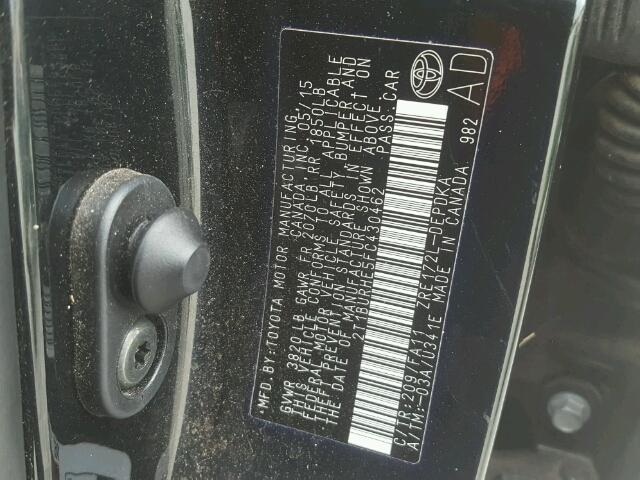 MFD. BY: TOYOTA MOTOR MANUFACTURING
CANADA INC. 05/15
GVWR 3820LB GAWR FR 2070LB RR 1850LB
THIS VEHICLE CONFORMS TO ALL APPLICABLE
FEDERAL MOTOR VEHICLE SAFETY, BUMPER AND
THEFT PREVENTION STANDARDS IN EFFECT ON
THE DATE OF MANUFACTURE SHOWN ABOVE.
PASS. CAR
C/TR: 209/FA11 ZRE172L-DEPDKA
A/TM: -03A/U341E MADE IN CANADA
982
AD